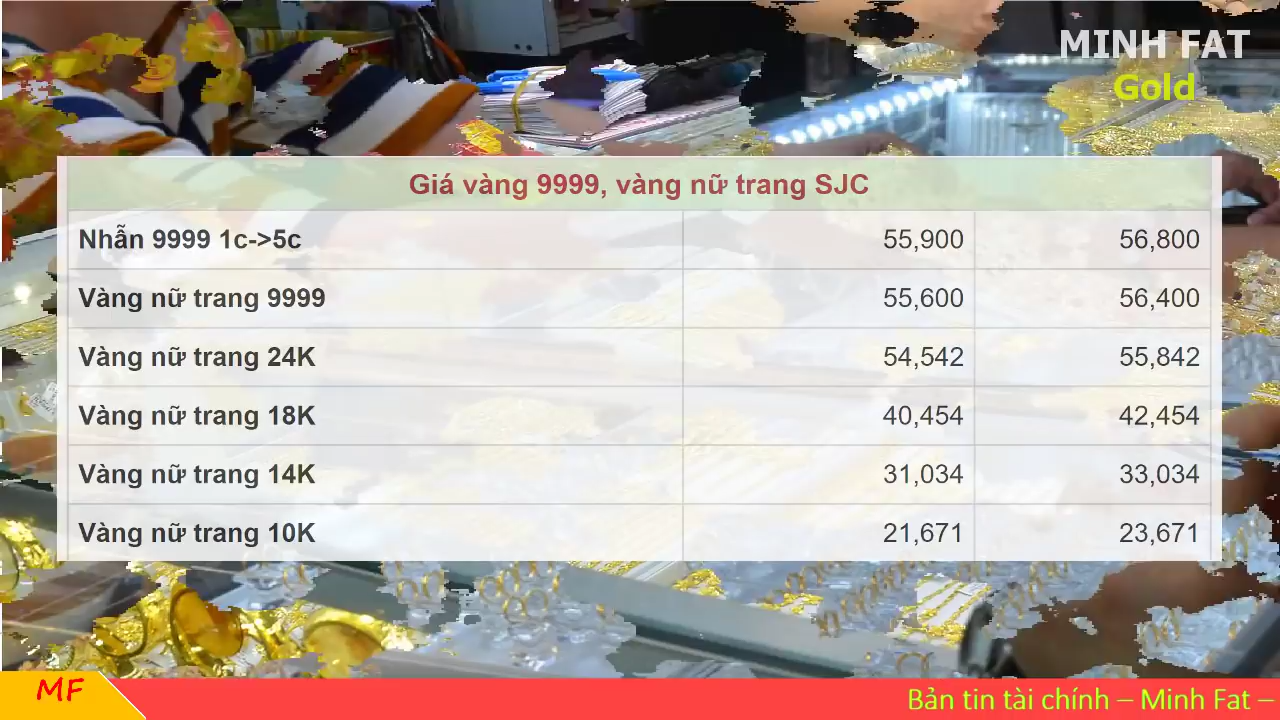 MINH FAT
Gold
Giá vàng 9999, vàng nữ trang SJC
Nhẫn 9999 1c->5c 55,900 56,800
Vàng nữ trang 9999 55,600 56,400
Vàng nữ trang 24K 54,542 55,842
Vàng nữ trang 18K 40,454 42,454
Vàng nữ trang 14K 31,034 33,034
Vàng nữ trang 10K 21,671 23,671
MF Bản tin tài chính – Minh Fat –